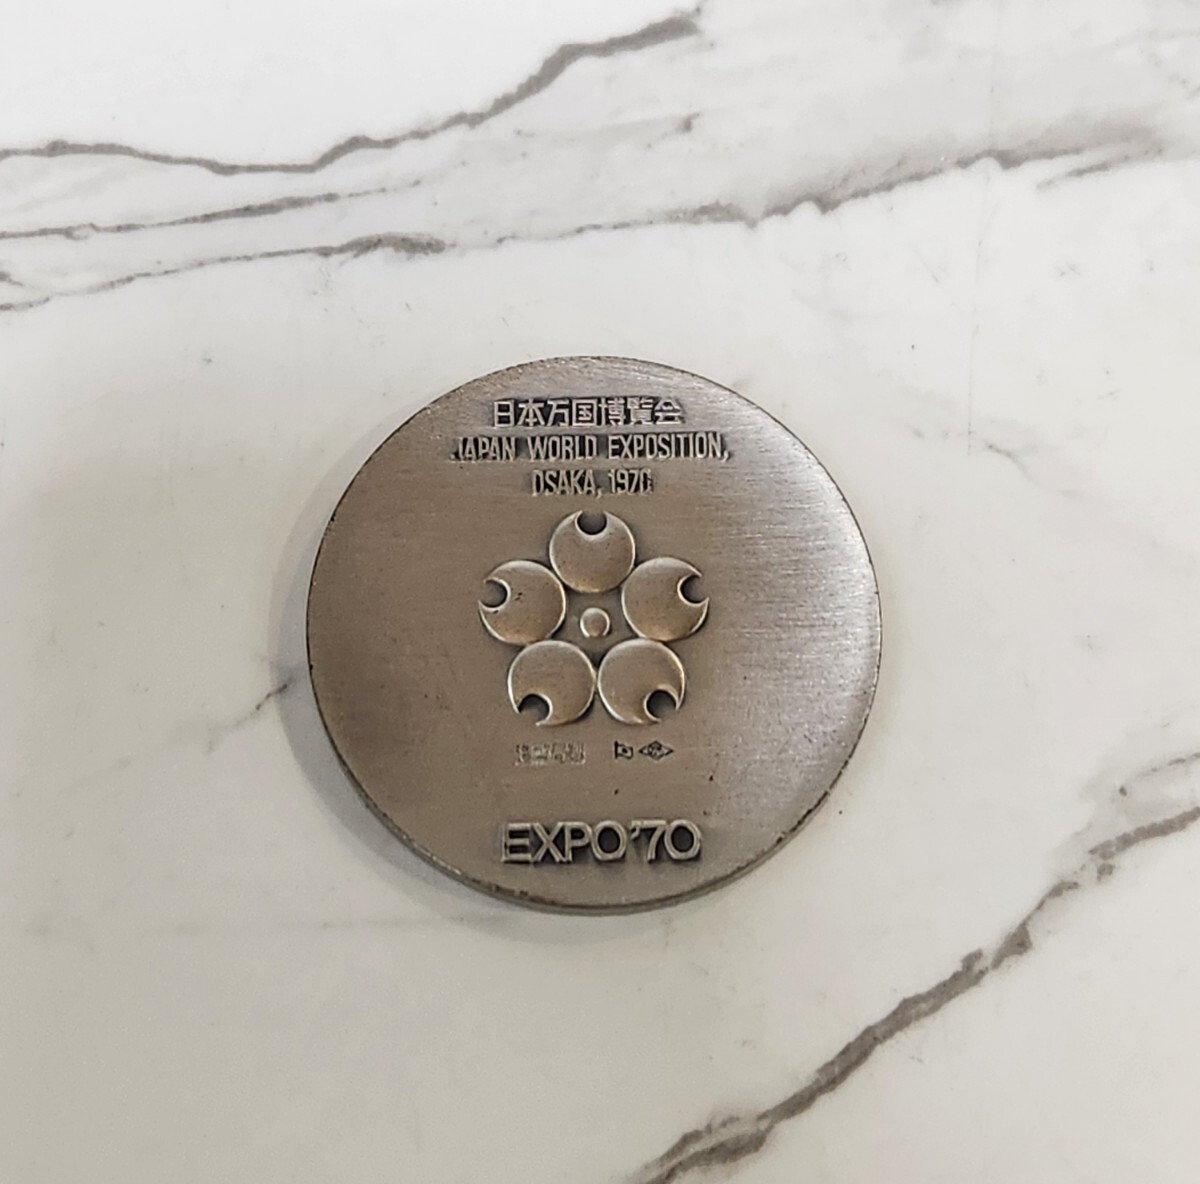 日本万国博覧会
JAPAN WORLD EXPOSITION,
OSAKA, 1970
EXPO'70